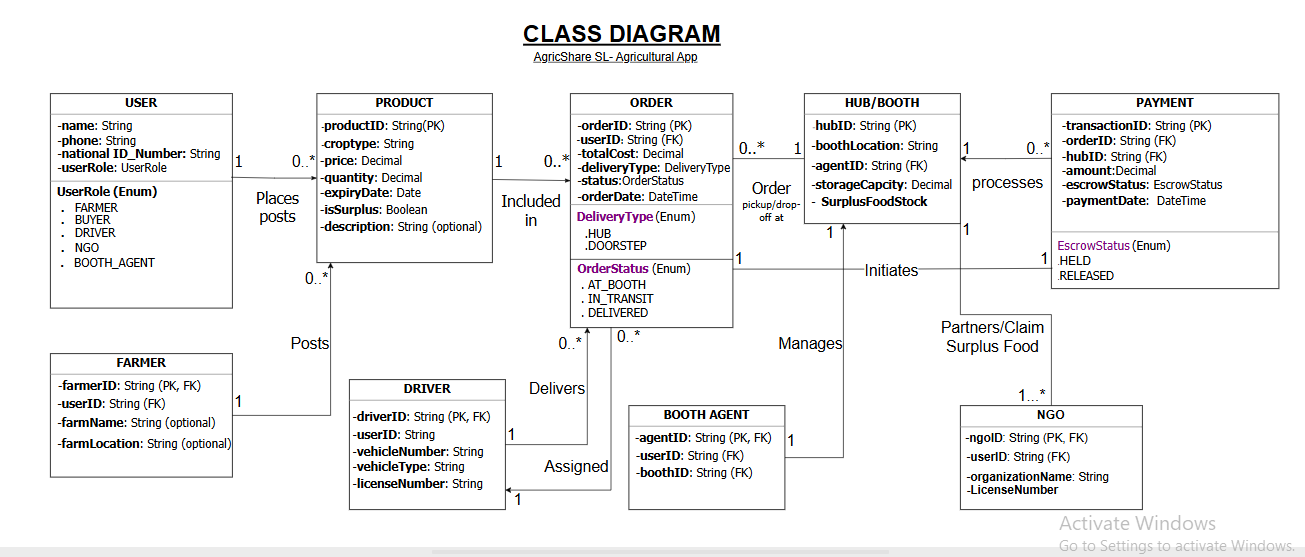 CLASS DIAGRAM
AgricShare SL- Agricultural App
USER
-name: String
-phone: String
-national ID_Number: String
-userRole: UserRole
UserRole (Enum)
. FARMER
. BUYER
. DRIVER
. NGO
. BOOTH_AGENT
1
0..*
Places
posts
PRODUCT
-productID: String(PK)
-croptype: String
-price: Decimal
-quantity: Decimal
-expiryDate: Date
-isSurplus: Boolean
-description: String (optional)
1
0..*
Included
in
ORDER
-orderID: String (PK)
-userID: String (FK)
-totalCost: Decimal
-deliveryType: DeliveryType
-status:OrderStatus
-orderDate: DateTime
DeliveryType (Enum)
.HUB
.DOORSTEP
OrderStatus (Enum)
. AT_BOOTH
. IN_TRANSIT
. DELIVERED
0..*
1
Order
pickup/drop-
off at
HUB/BOOTH
-hubID: String (PK)
-boothLocation: String
-agentID: String (FK)
-storageCapcity: Decimal
- SurplusFoodStock
1
0..*
processes
PAYMENT
-transactionID: String (PK)
-orderID: String (FK)
-hubID: String (FK)
-amount:Decimal
-escrowStatus: EscrowStatus
-paymentDate: DateTime
EscrowStatus (Enum)
.HELD
.RELEASED
1
Initiates
1
0..*
Posts
1
FARMER
-farmerID: String (PK, FK)
-userID: String (FK)
-farmName: String (optional)
-farmLocation: String (optional)
DRIVER
-driverID: String (PK, FK)
-userID: String
-vehicleNumber: String
-vehicleType: String
-licenseNumber: String
0..*
Delivers
1
0..*
Assigned
1
BOOTH AGENT
-agentID: String (PK, FK)
-userID: String (FK)
-boothID: String (FK)
1
Manages
1
1
Partners/Claim
Surplus Food
1...*
NGO
-ngoID: String (PK, FK)
-userID: String (FK)
-organizationName: String
-LicenseNumber
Activate Windows
Go to Settings to activate Windows.